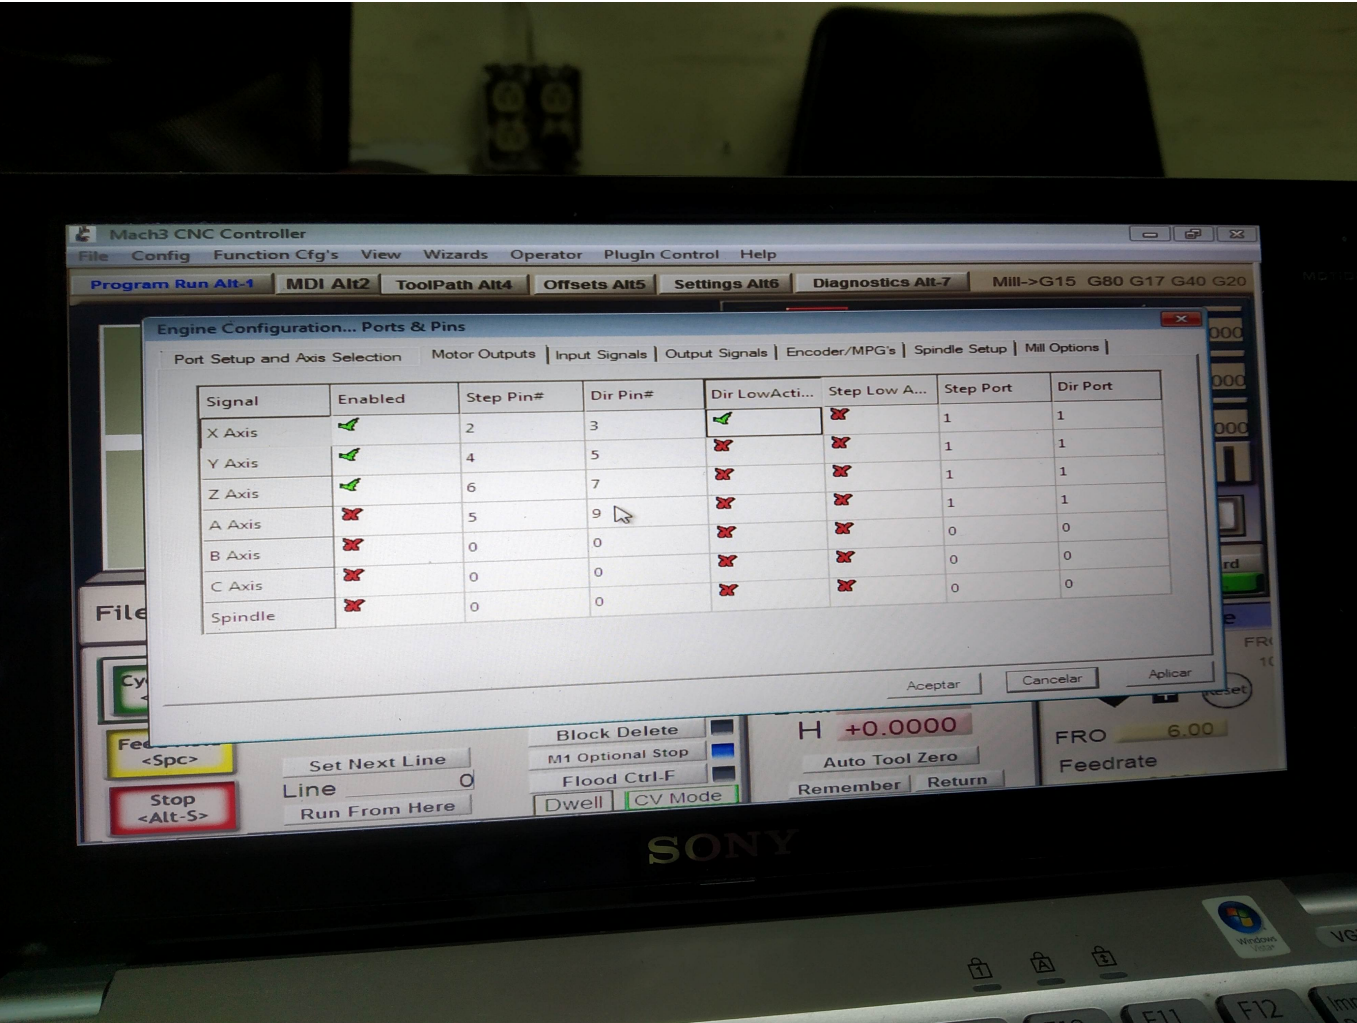 Mach3 CNC Controller
File Config Function Cfg's View Wizards Operator PlugIn Control Help
Program Run Alt-1 MDI Alt2 ToolPath Alt4 Offsets Alt5 Settings Alt6 Diagnostics Alt-7 Mill->G15 G80 G17 G40 G20
Engine Configuration... Ports & Pins
Port Setup and Axis Selection Motor Outputs Input Signals Output Signals Encoder/MPG's Spindle Setup Mill Options
Signal Enabled Step Pin# Dir Pin# Dir LowActi... Step Low A... Step Port Dir Port
X Axis 2 3 1 1
Y Axis 4 5 1 1
Z Axis 6 7 1 1
A Axis 5 9 1 1
B Axis 0 0 0 0
C Axis 0 0 0 0
Spindle 0 0 0 0
Aceptar Cancelar Aplicar
File
Cy
Reset
Block Delete
H +0.0000
FRO 6.00
<Spc>
Set Next Line
M1 Optional Stop
Auto Tool Zero
Feedrate
Line 0
Flood Ctrl-F
Remember Return
Stop
<Alt-S>
Run From Here
Dwell CV Mode
SONY
Windows Vista
F11 F12